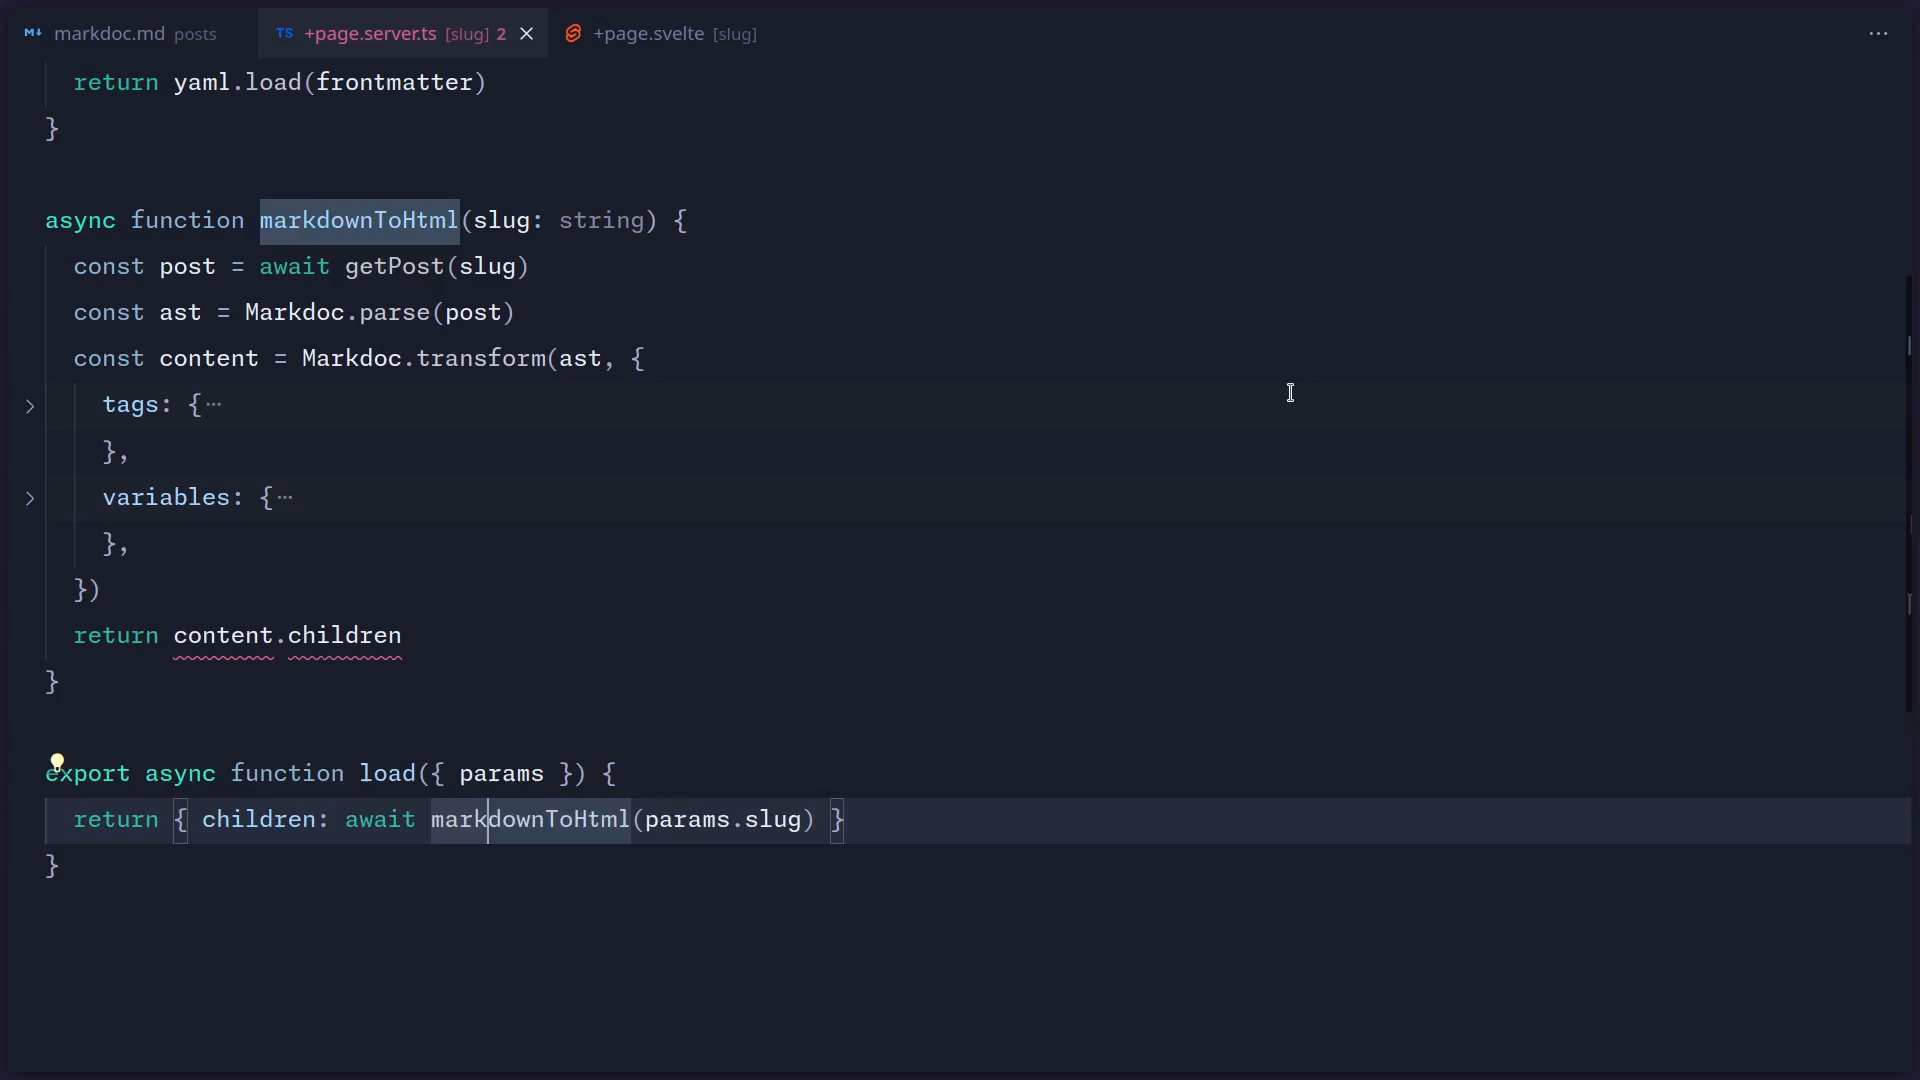 markdoc.md posts TS +page.server.ts [slug] 2 +page.svelte [slug] ···
return yaml.load(frontmatter)
}
async function markdownToHtml(slug: string) {
const post = await getPost(slug)
const ast = Markdoc.parse(post)
const content = Markdoc.transform(ast, {
tags: {···
},
variables: {···
},
})
return content.children
}
export async function load({ params }) {
return { children: await markdownToHtml(params.slug) }
}